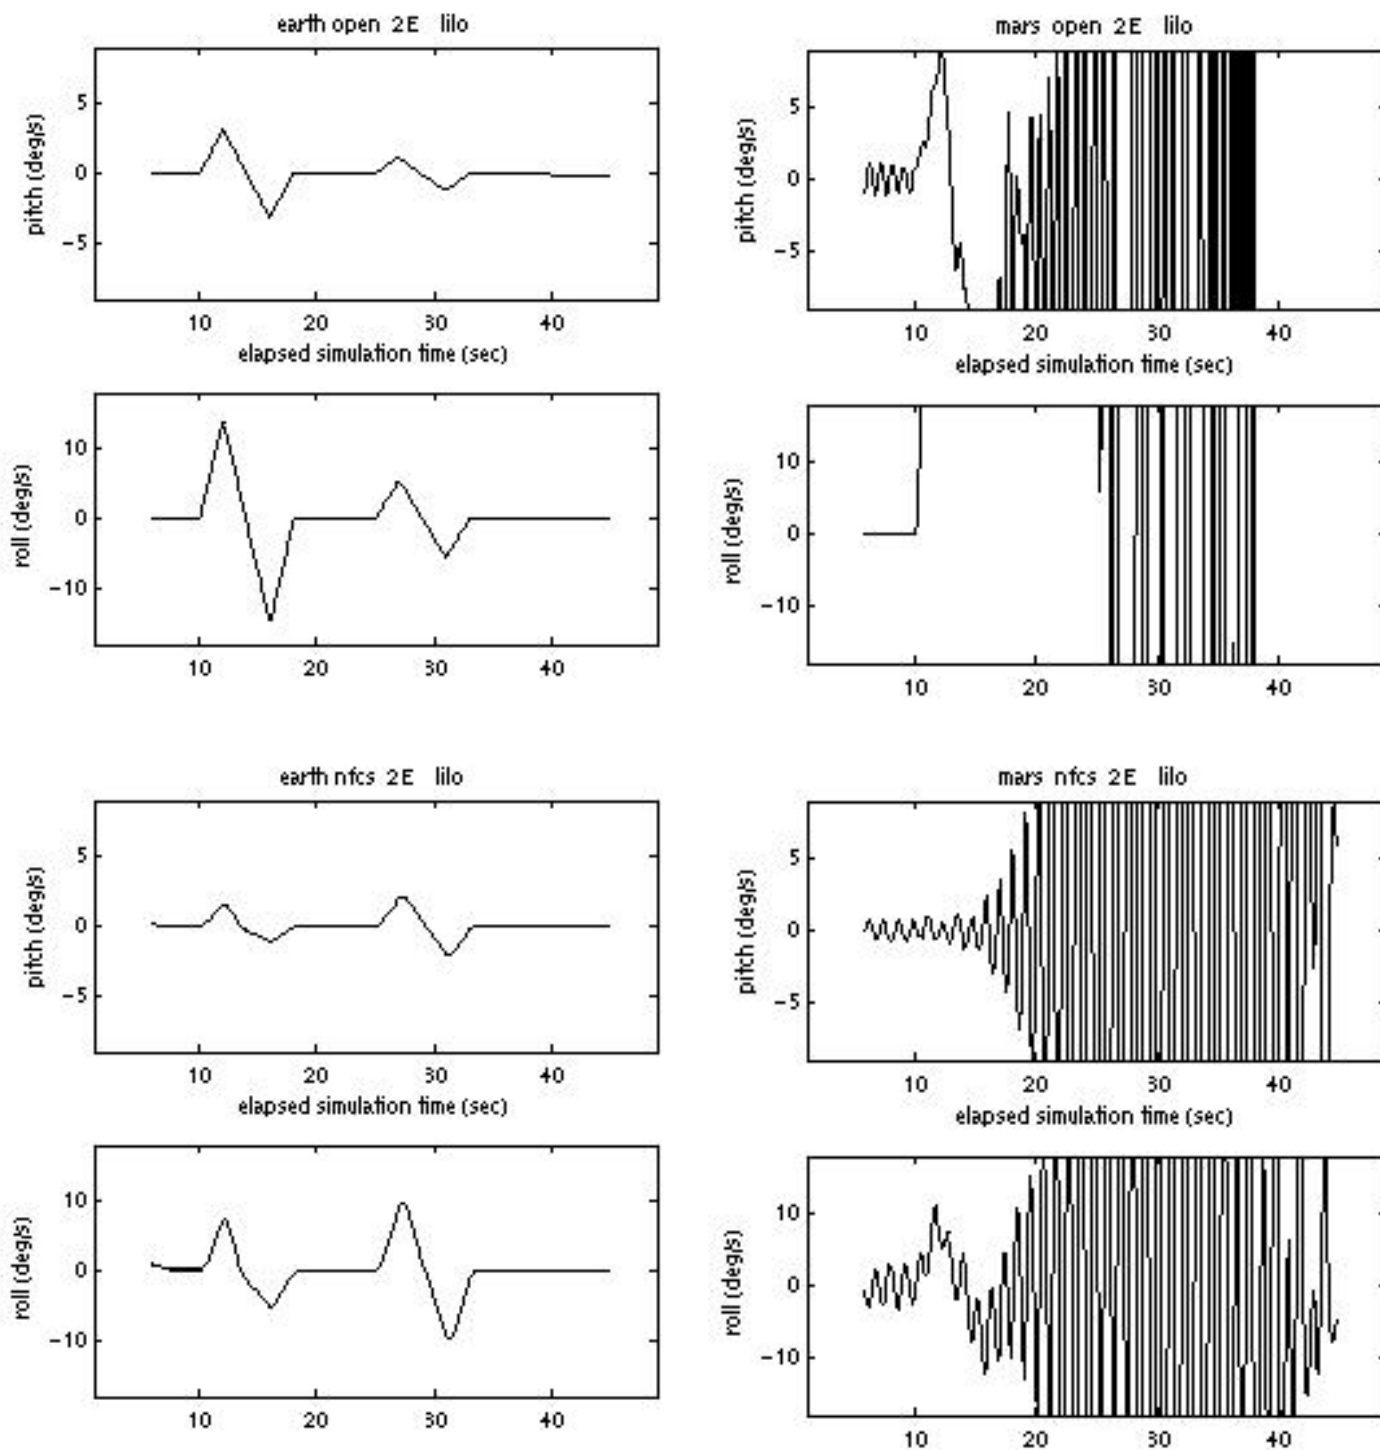 earth open 2E lilo
5
0
−5
pitch (deg/s)
10 20 30 40
elapsed simulation time (sec)
10
0
−10
roll (deg/s)
10 20 30 40
mars open 2E lilo
5
0
−5
pitch (deg/s)
10 20 30 40
elapsed simulation time (sec)
10
0
−10
roll (deg/s)
10 20 30 40
earth nfcs 2E lilo
5
0
−5
pitch (deg/s)
10 20 30 40
elapsed simulation time (sec)
10
0
−10
roll (deg/s)
10 20 30 40
mars nfcs 2E lilo
5
0
−5
pitch (deg/s)
10 20 30 40
elapsed simulation time (sec)
10
0
−10
roll (deg/s)
10 20 30 40